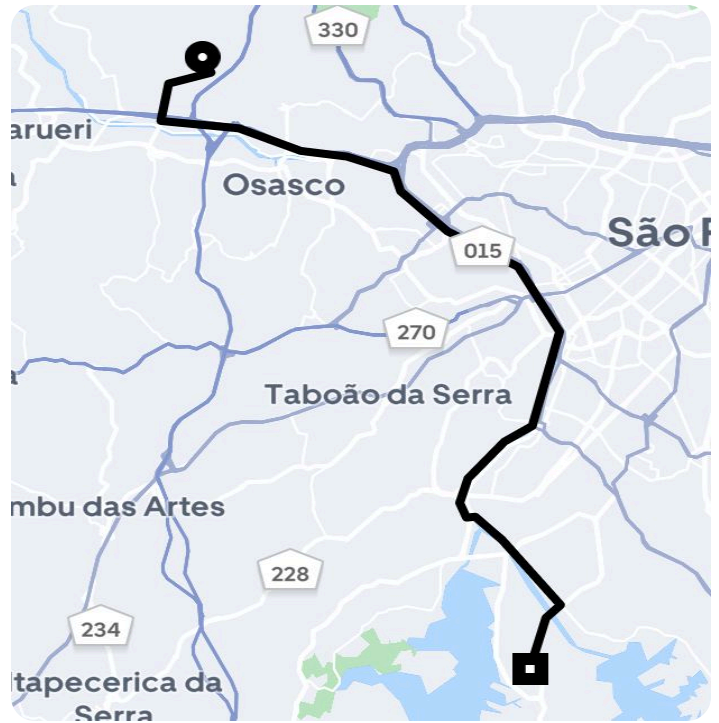 330
arueri
a
Osasco
São P
015
270
a
Taboão da Serra
mbu das Artes
228
234
Itapecerica da
Serra